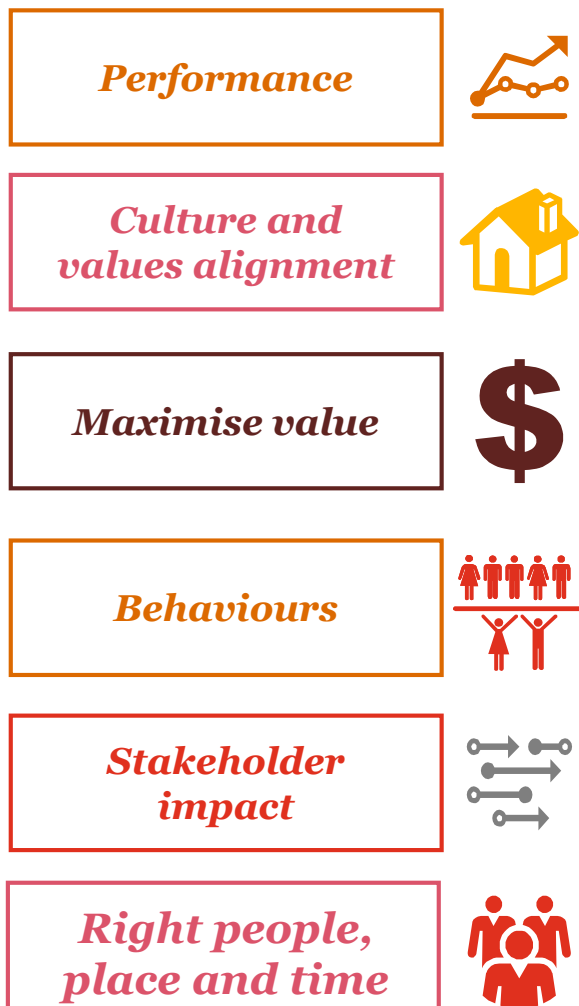 Performance
Culture and
values alignment
Maximise value
$
Behaviours
Stakeholder
impact
Right people,
place and time